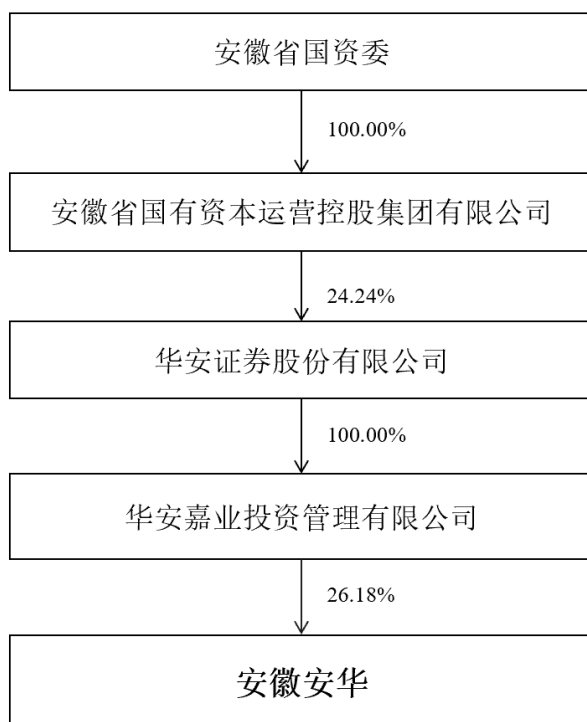 安徽省国资委
100.00%
安徽省国有资本运营控股集团有限公司
24.24%
华安证券股份有限公司
100.00%
华安嘉业投资管理有限公司
26.18%
安徽安华